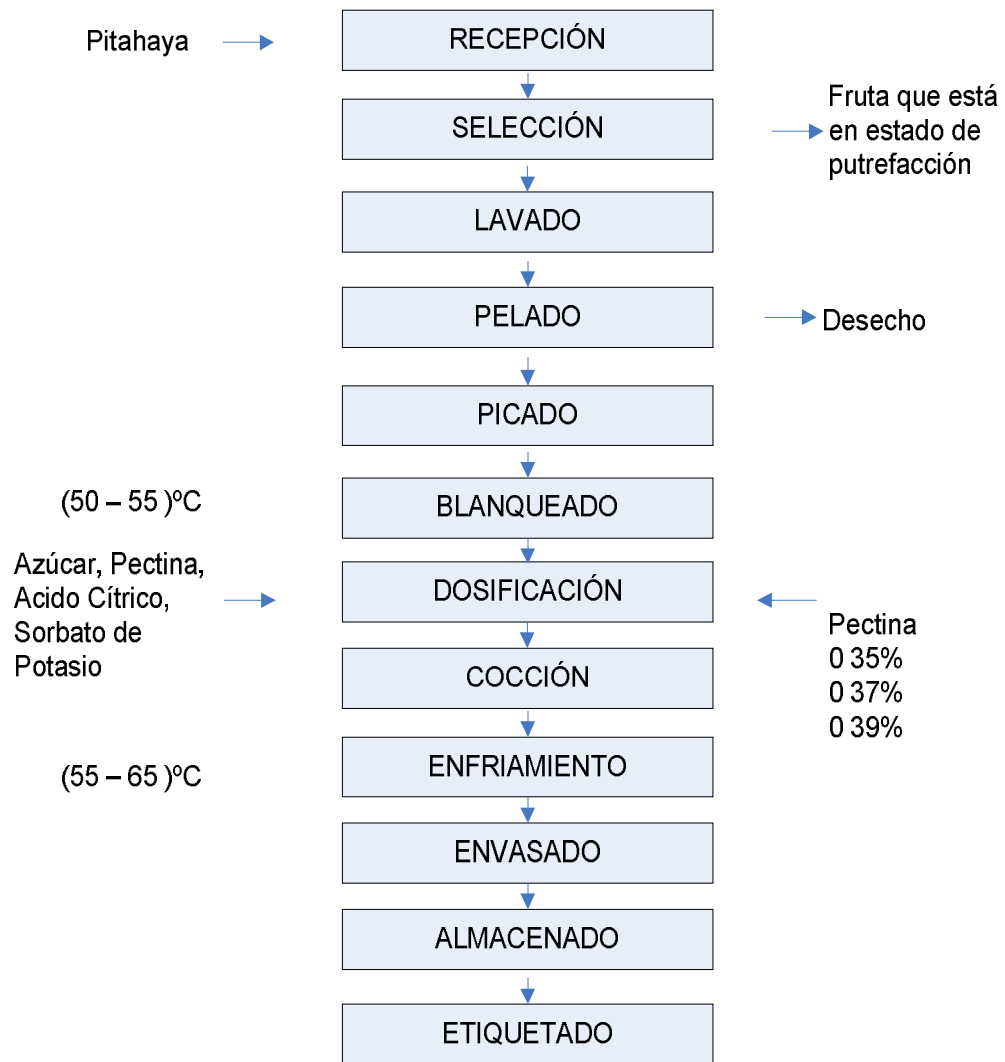 Pitahaya
RECEPCIÓN
SELECCIÓN
Fruta que está
en estado de
putrefacción
LAVADO
PELADO
Desecho
PICADO
(50 – 55 )ºC
BLANQUEADO
Azúcar, Pectina,
Acido Cítrico,
Sorbato de
Potasio
DOSIFICACIÓN
Pectina
0 35%
0 37%
0 39%
COCCIÓN
(55 – 65 )ºC
ENFRIAMIENTO
ENVASADO
ALMACENADO
ETIQUETADO